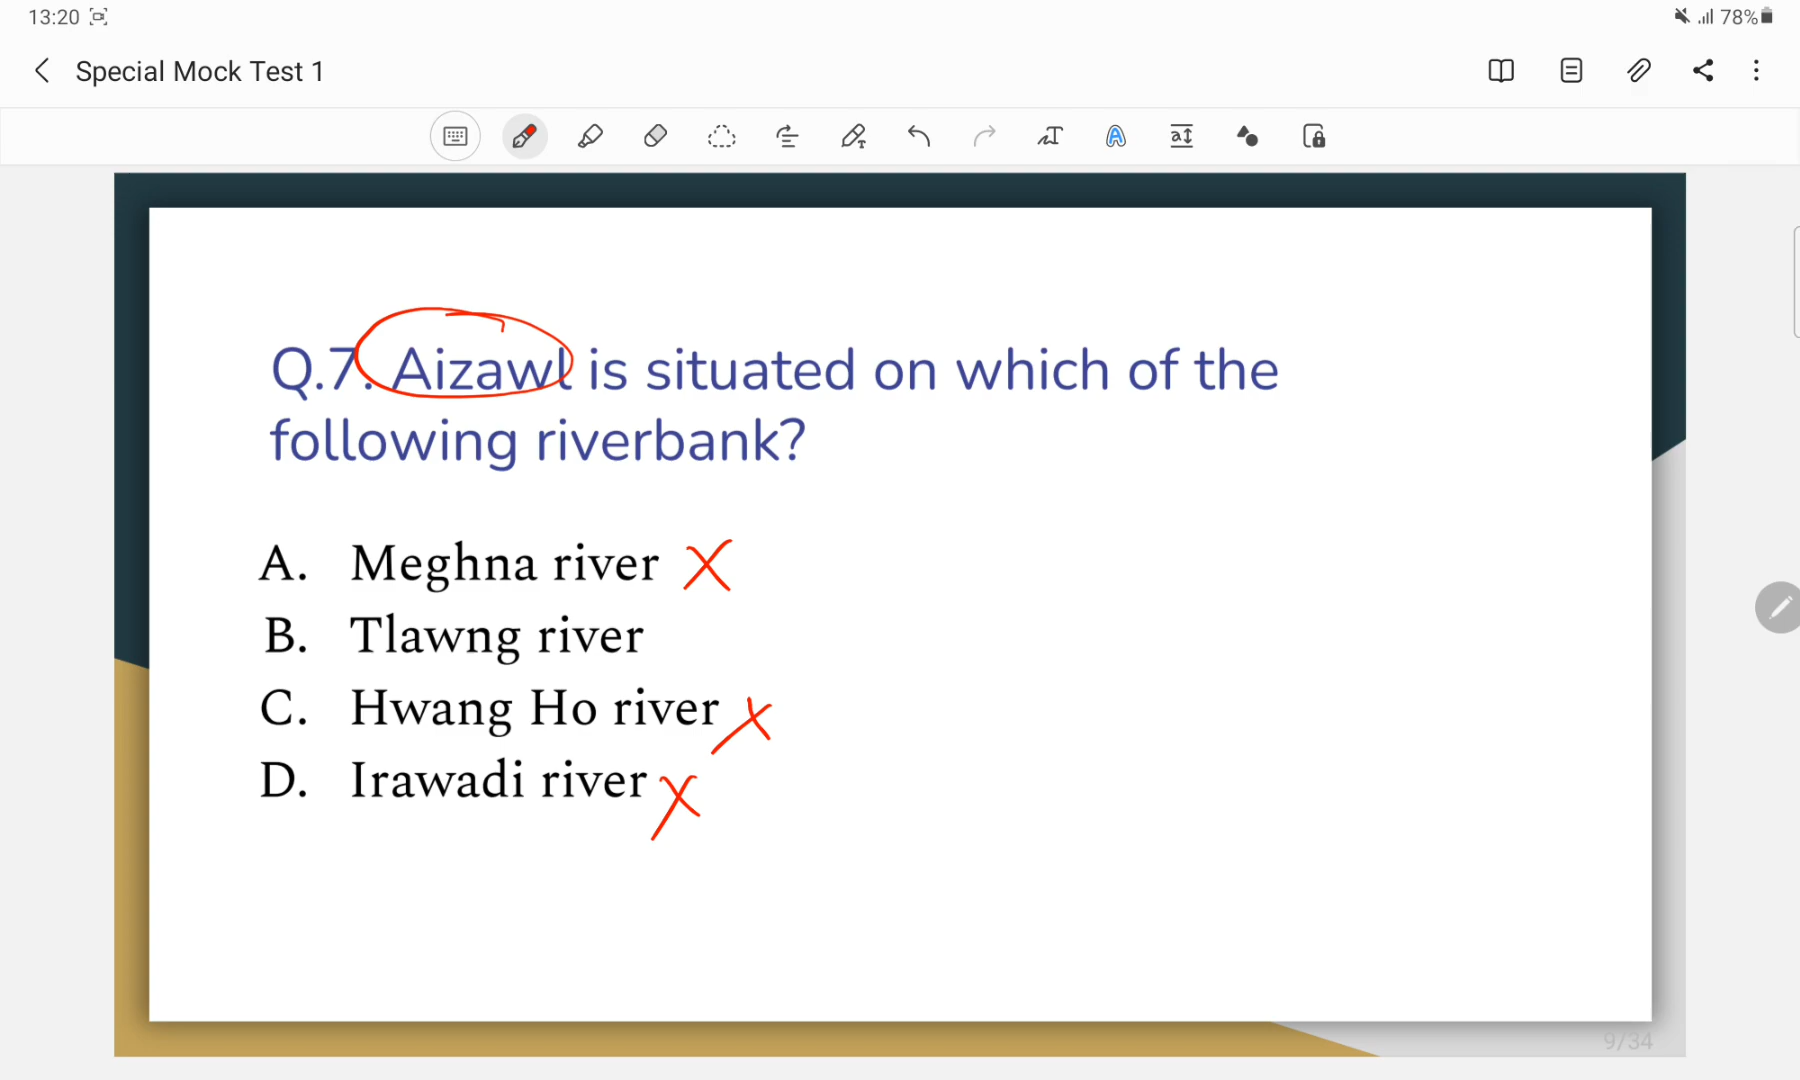 13:20
78%
Special Mock Test 1
Q.7. Aizawl is situated on which of the
following riverbank?
A. Meghna river X
B. Tlawng river
C. Hwang Ho river X
D. Irawadi river X
9/34